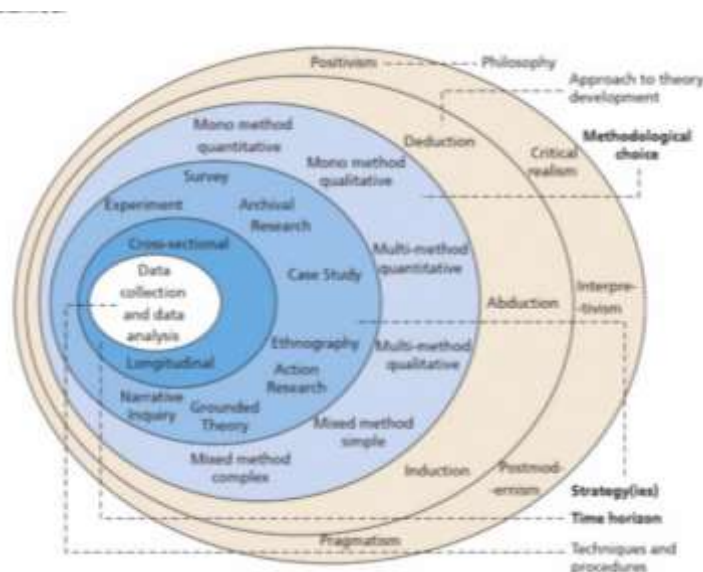 Positivism
Philosophy
Approach to theory
development
Mono method
quantitative
Deduction
Methodological
choice
Mono method
qualitative
Critical
realism
Survey
Experiment
Archival
Research
Cross-sectional
Data
collection
and data
analysis
Case Study
Multi-method
quantitative
Abduction
Interpre-
-tivism
Longitudinal
Ethnography
Multi-method
qualitative
Action
Research
Narrative
Inquiry
Grounded
Theory
Mixed method
simple
Mixed method
complex
Induction
Postmod-
-ernism
Strategy(ies)
Time horizon
Pragmatism
Techniques and
procedures